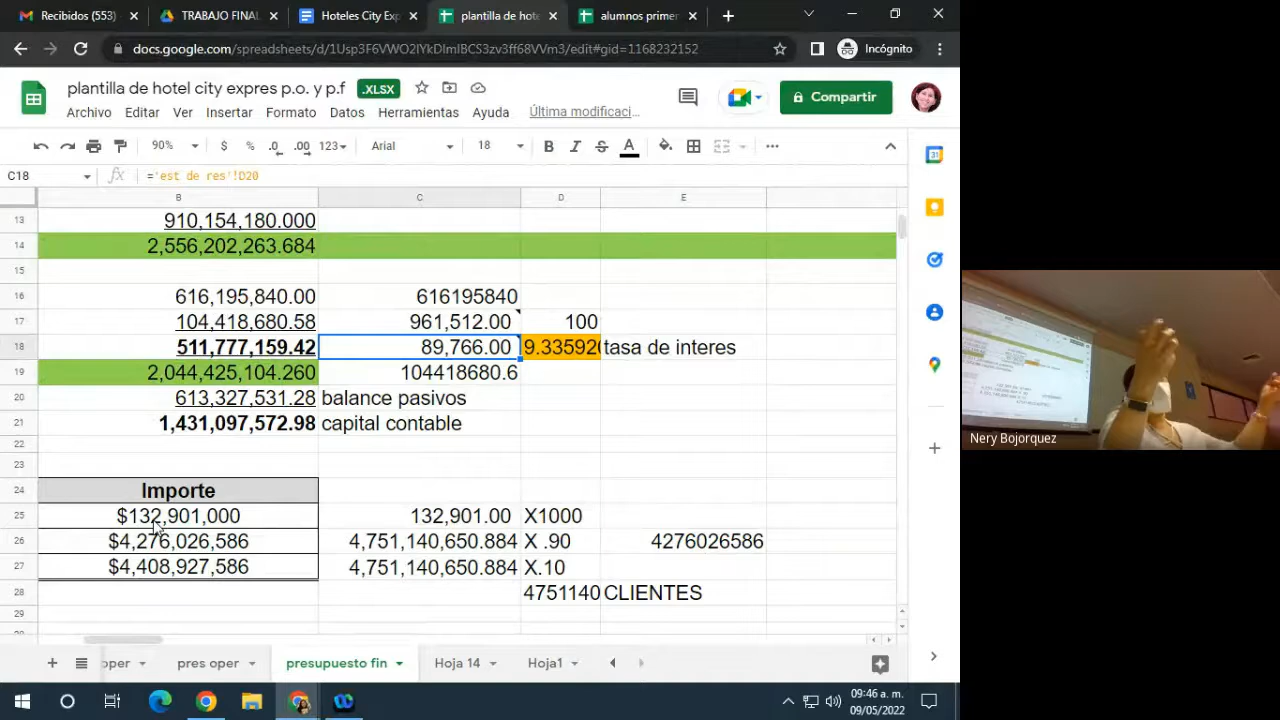 Recibidos (553)
TRABAJO FINAL
Hoteles City Exp
plantilla de hote
alumnos primer
docs.google.com/spreadsheets/d/1Usp3F6VWO2lYkDlmIBCS3zv3ff68VVm3/edit#gid=1168232152
Incógnito
plantilla de hotel city expres p.o. y p.f
.XLSX
Archivo Editar Ver Insertar Formato Datos Herramientas Ayuda Última modificaci...
Compartir
90% $ % .0 .00 123 Arial 18 B I S A
C18 fx ='est de res'!D20
B C D E
13 910,154,180.000
14 2,556,202,263.684
15
16 616,195,840.00 616195840
17 104,418,680.58 961,512.00 100
18 511,777,159.42 89,766.00 9.335920 tasa de interes
19 2,044,425,104.260 104418680.6
20 613,327,531.28 balance pasivos
21 1,431,097,572.98 capital contable
22
23
24 Importe
25 $132,901,000 132,901.00 X1000
26 $4,276,026,586 4,751,140,650.884 X .90 4276026586
27 $4,408,927,586 4,751,140,650.884 X.10
28 4751140 CLIENTES
29
oper pres oper presupuesto fin Hoja 14 Hoja1
09:46 a. m.
09/05/2022
Nery Bojorquez